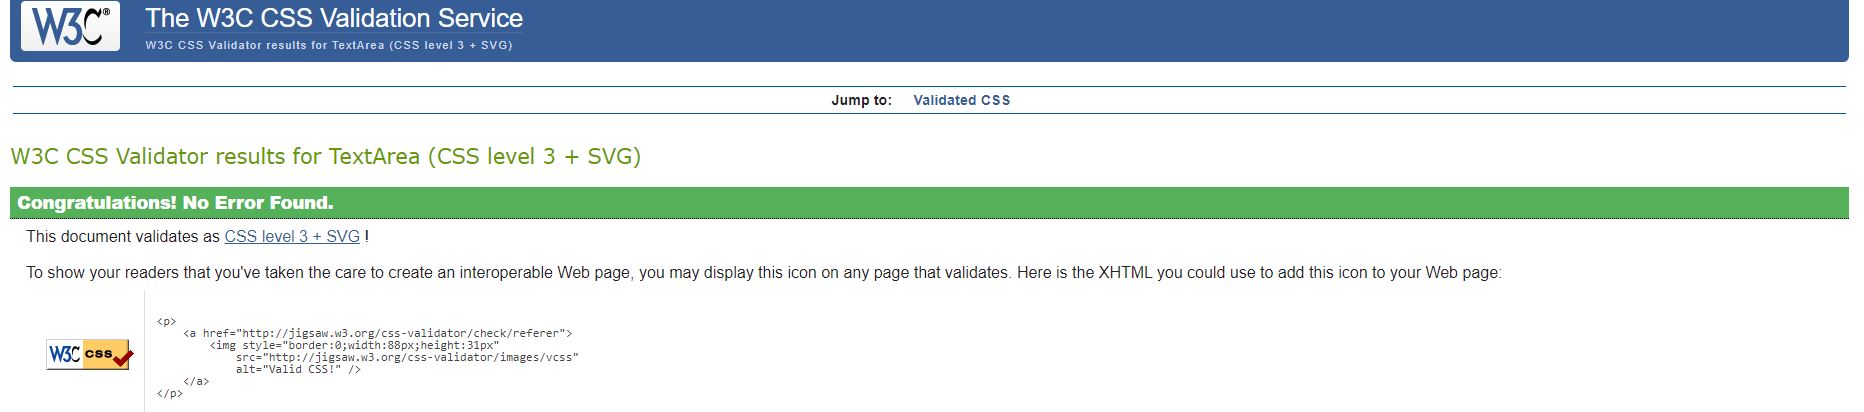 W3C®
The W3C CSS Validation Service
W3C CSS Validator results for TextArea (CSS level 3 + SVG)
Jump to: Validated CSS
W3C CSS Validator results for TextArea (CSS level 3 + SVG)
Congratulations! No Error Found.
This document validates as CSS level 3 + SVG !
To show your readers that you've taken the care to create an interoperable Web page, you may display this icon on any page that validates. Here is the XHTML you could use to add this icon to your Web page:
W3C CSS
<p>
<a href="http://jigsaw.w3.org/css-validator/check/referer">
<img style="border:0;width:88px;height:31px"
src="http://jigsaw.w3.org/css-validator/images/vcss"
alt="Valid CSS!" />
</a>
</p>